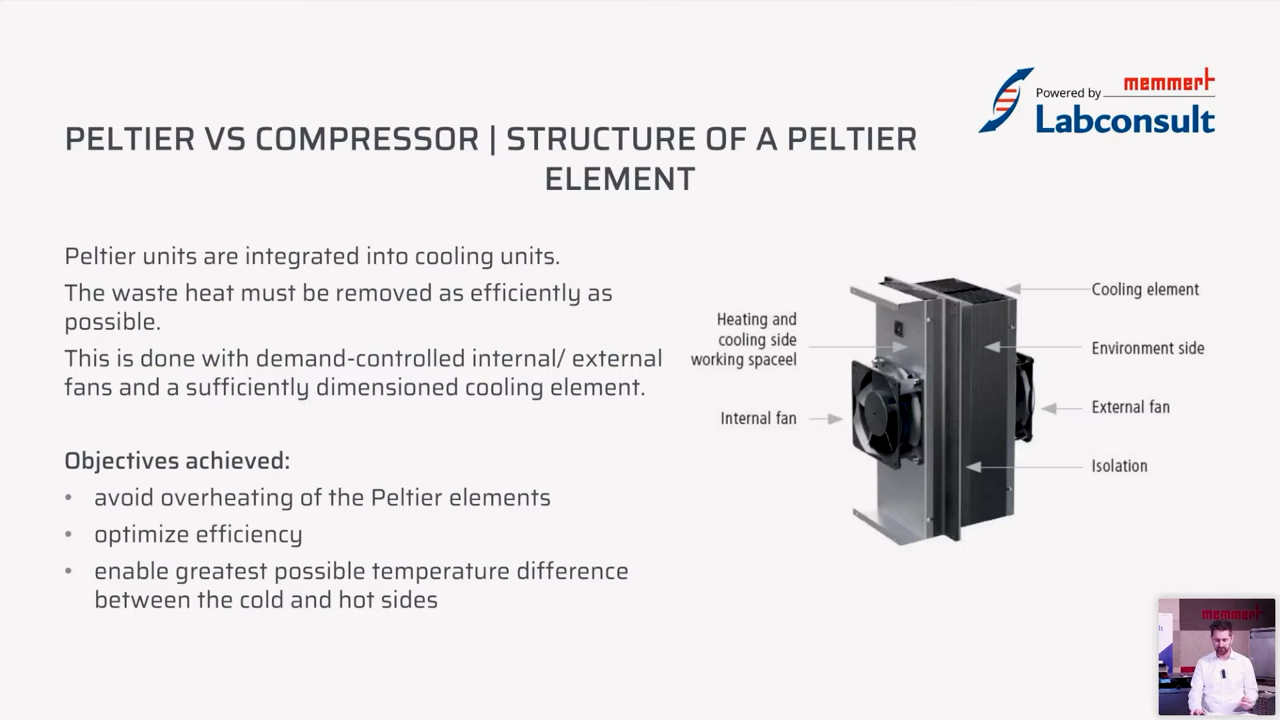 memmert
Powered by
Labconsult
PELTIER VS COMPRESSOR | STRUCTURE OF A PELTIER
ELEMENT
Peltier units are integrated into cooling units.
The waste heat must be removed as efficiently as
possible.
This is done with demand-controlled internal/ external
fans and a sufficiently dimensioned cooling element.
Objectives achieved:
• avoid overheating of the Peltier elements
• optimize efficiency
• enable greatest possible temperature difference
between the cold and hot sides
Heating and
cooling side
working spaceel
Internal fan
Cooling element
Environment side
External fan
Isolation
memmert